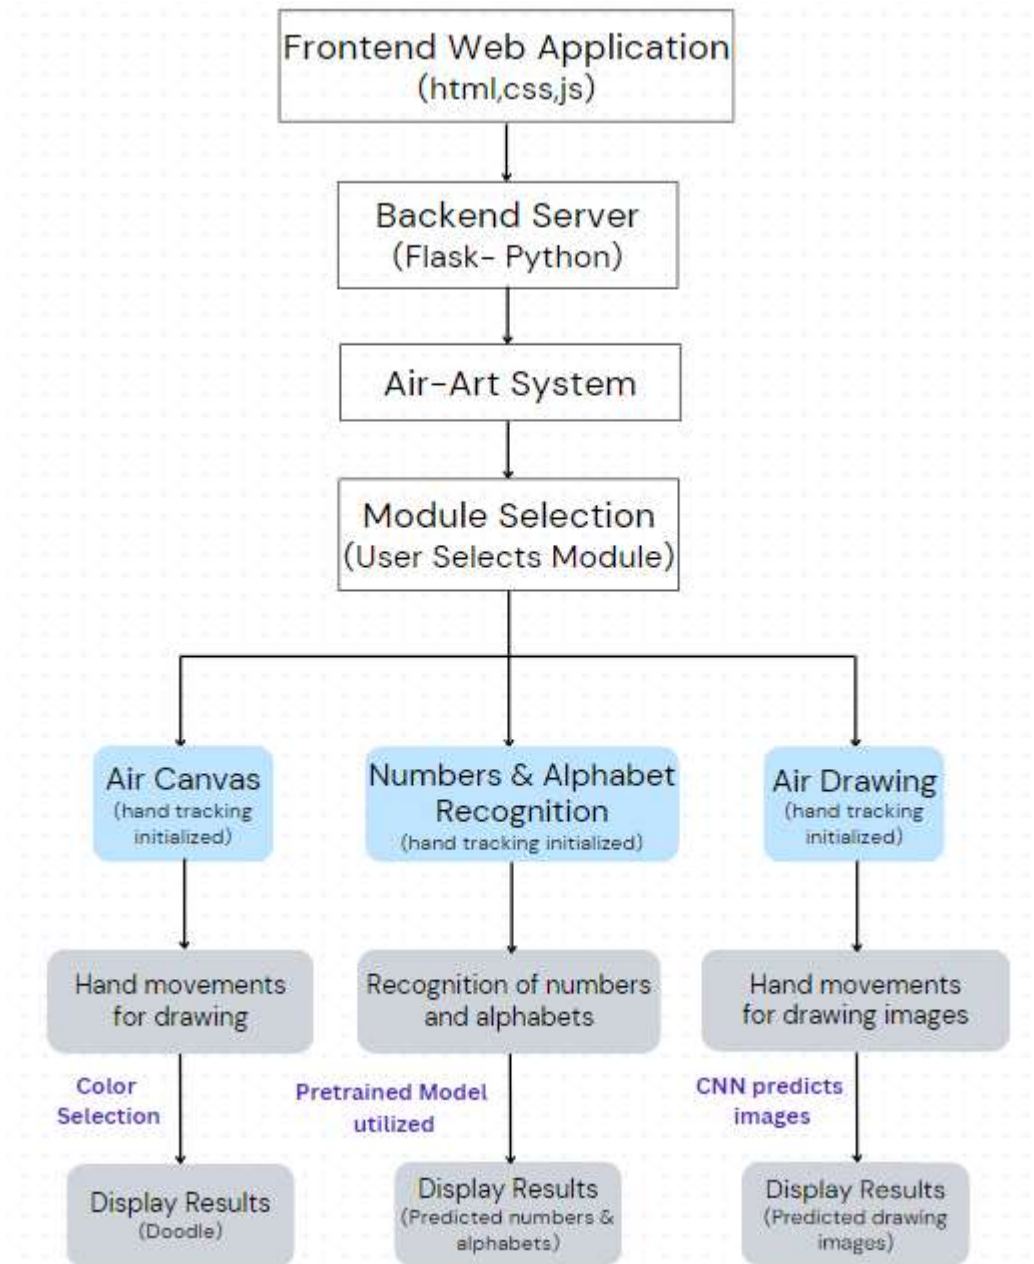 Frontend Web Application
(html,css,js)
Backend Server
(Flask- Python)
Air-Art System
Module Selection
(User Selects Module)
Air Canvas
(hand tracking
initialized)
Numbers & Alphabet
Recognition
(hand tracking initialized)
Air Drawing
(hand tracking
initialized)
Hand movements
for drawing
Recognition of numbers
and alphabets
Hand movements
for drawing images
Color
Selection
Pretrained Model
utilized
CNN predicts
images
Display Results
(Doodle)
Display Results
(Predicted numbers &
alphabets)
Display Results
(Predicted drawing
images)